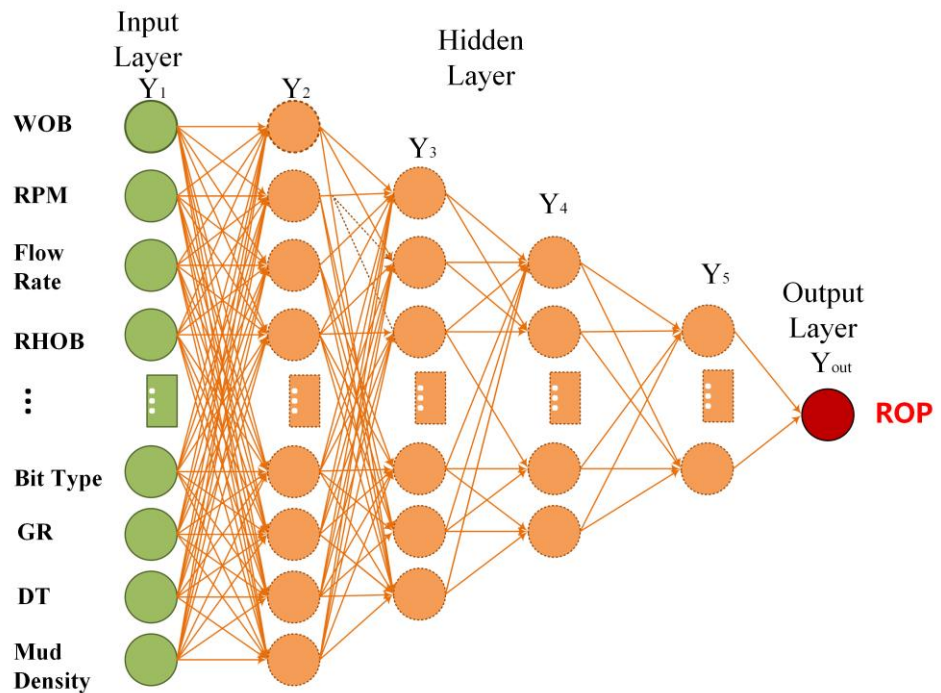 Input
Layer
Y1
Y2
Hidden
Layer
Y3
Y4
Y5
Output
Layer
Yout
WOB
RPM
Flow
Rate
RHOB
...
Bit Type
GR
DT
Mud
Density
ROP